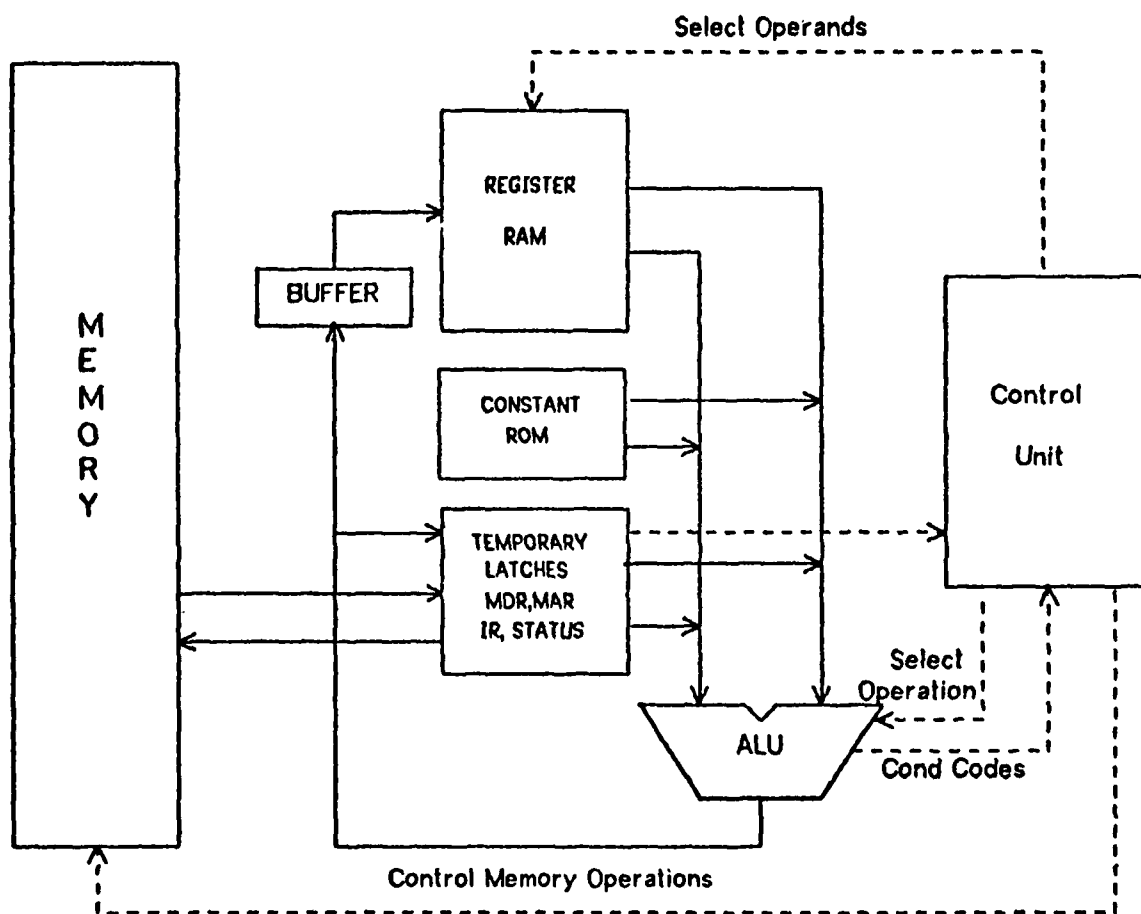 Select Operands
MEMORY
REGISTER
RAM
BUFFER
CONSTANT
ROM
Control
Unit
TEMPORARY
LATCHES
MDR,MAR
IR, STATUS
Select
Operation
ALU
Cond Codes
Control Memory Operations